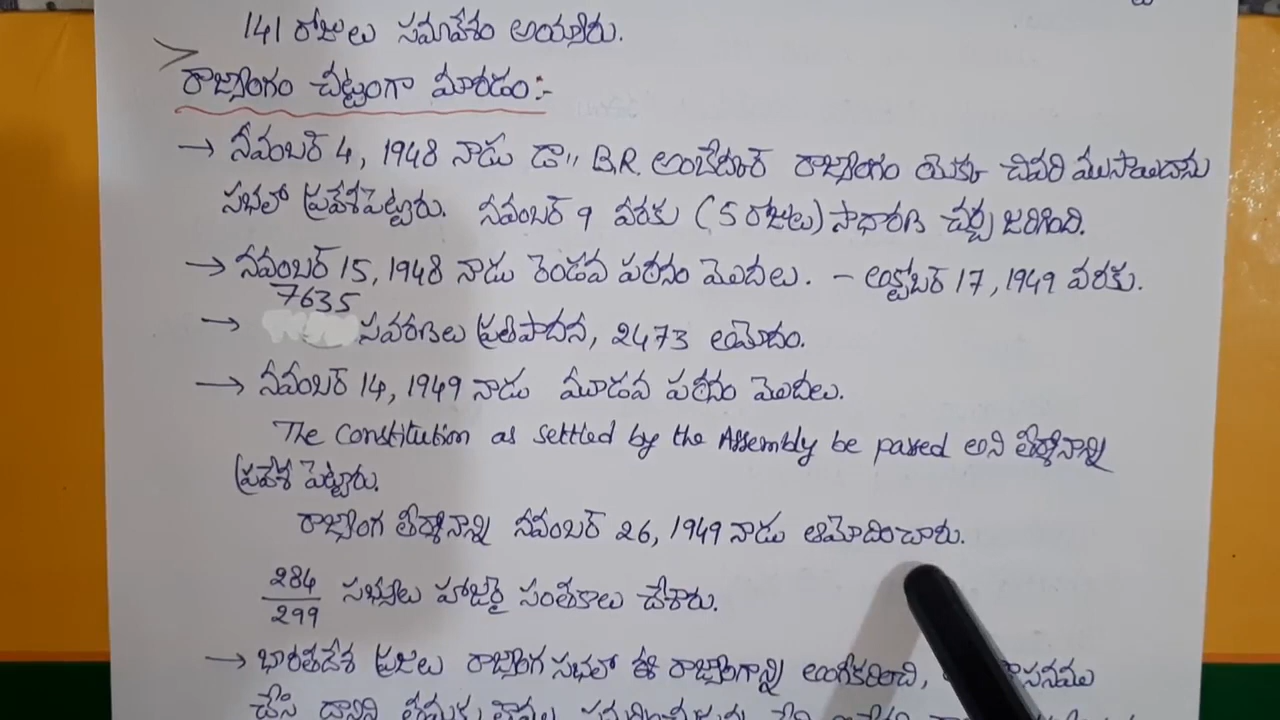 141 రోజులు సమావేశం అయ్యారు.
రాజ్యాంగం చట్టంగా మారడం:-
→ నవంబర్ 4, 1948 నాడు డా॥ B.R. అంబేద్కర్ రాజ్యాంగం యొక్క చివరి ముసాయిదాను
సభలో ప్రవేశపెట్టారు. నవంబర్ 9 వరకు (5 రోజులు) సాధారణ చర్చ జరిగింది.
→ నవంబర్ 15, 1948 నాడు రెండవ పఠనం మొదలు. - అక్టోబర్ 17, 1949 వరకు.
7635
→ సవరణలు ప్రతిపాదన, 2473 ఆమోదం.
→ నవంబర్ 14, 1949 నాడు మూడవ పఠనం మొదలు.
The Constitution as settled by the Assembly be passed అని తీర్మానాన్ని
ప్రవేశ పెట్టారు.
రాజ్యాంగ తీర్మానాన్ని నవంబర్ 26, 1949 నాడు ఆమోదించారు.
284
299 సభ్యులు హాజరై సంతకాలు చేశారు.
→ భారతదేశ ప్రజలు రాజ్యాంగ సభలో ఈ రాజ్యాంగాన్ని అంగీకరించి,
చేసి దానిని